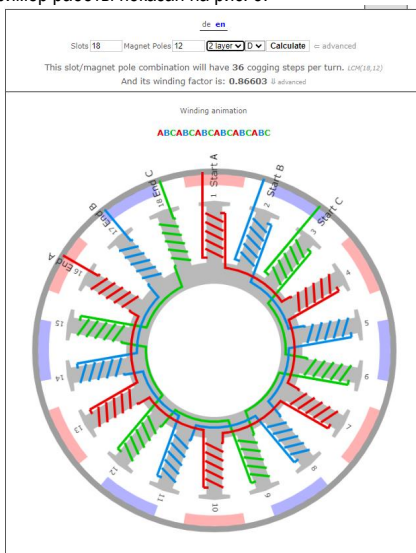 de en
Slots 18 Magnet Poles 12 2 layer D Calculate ⇦ advanced
This slot/magnet pole combination will have 36 cogging steps per turn. LCM(18,12)
And its winding factor is: 0.86603 ⇩ advanced
Winding animation
ABCABCABCABCABCABC
Start A
Start B
Start C
End A
End B
End C
1
2
3
4
5
6
7
8
9
10
11
12
13
14
15
16
17
18